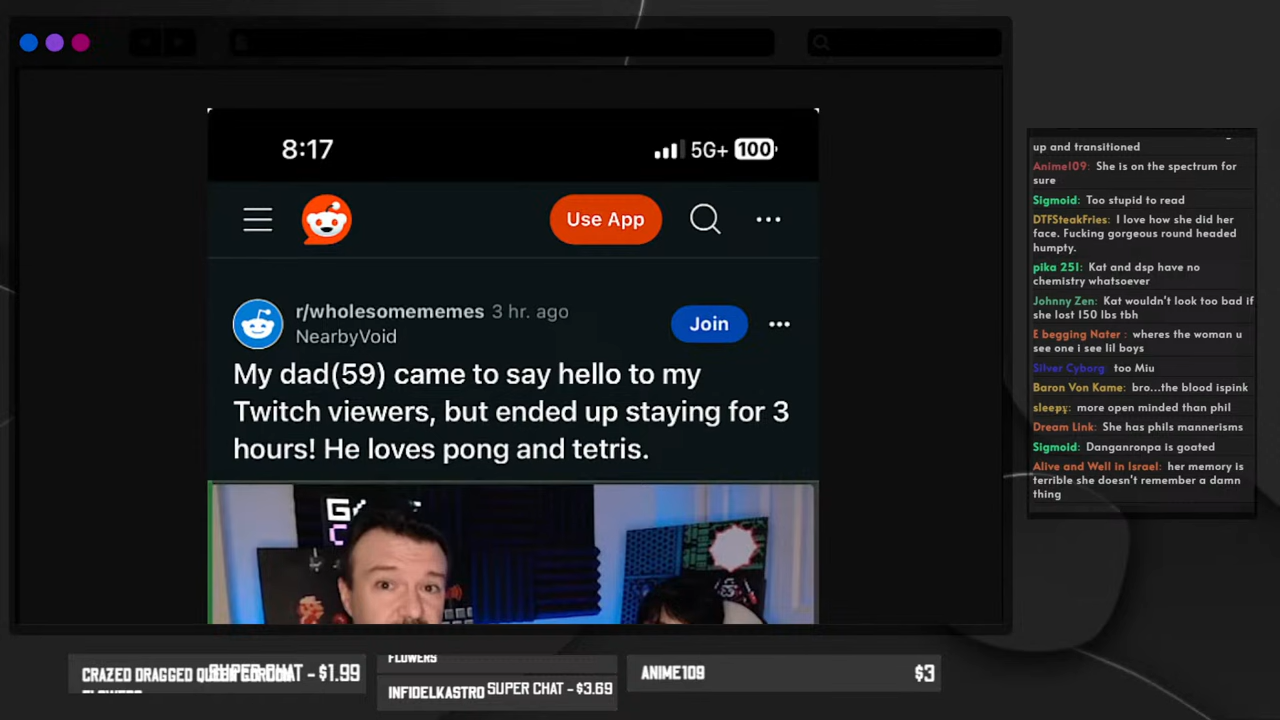 8:17
5G+ 100
Use App
r/wholesomememes 3 hr. ago
NearbyVoid
Join
My dad(59) came to say hello to my
Twitch viewers, but ended up staying for 3
hours! He loves pong and tetris.
up and transitioned
Anime109: She is on the spectrum for
sure
Sigmoid: Too stupid to read
DTFSteakFries: I love how she did her
face. Fucking gorgeous round headed
humpty.
pika 251: Kat and dsp have no
chemistry whatsoever
Johnny Zen: Kat wouldn't look too bad if
she lost 150 lbs tbh
E begging Nater : wheres the woman u
see one i see lil boys
Silver Cyborg: too Miu
Baron Von Kame: bro...the blood ispink
sleepy: more open minded than phil
Dream Link: She has phils mannerisms
Sigmoid: Danganronpa is goated
Alive and Well in Israel: her memory is
terrible she doesn't remember a damn
thing
CRAZED DRAGGED SUPER CHAT - $1.99
FLOWERS
FLOWERS
INFIDELKASTRO SUPER CHAT - $3.69
ANIME109 $3